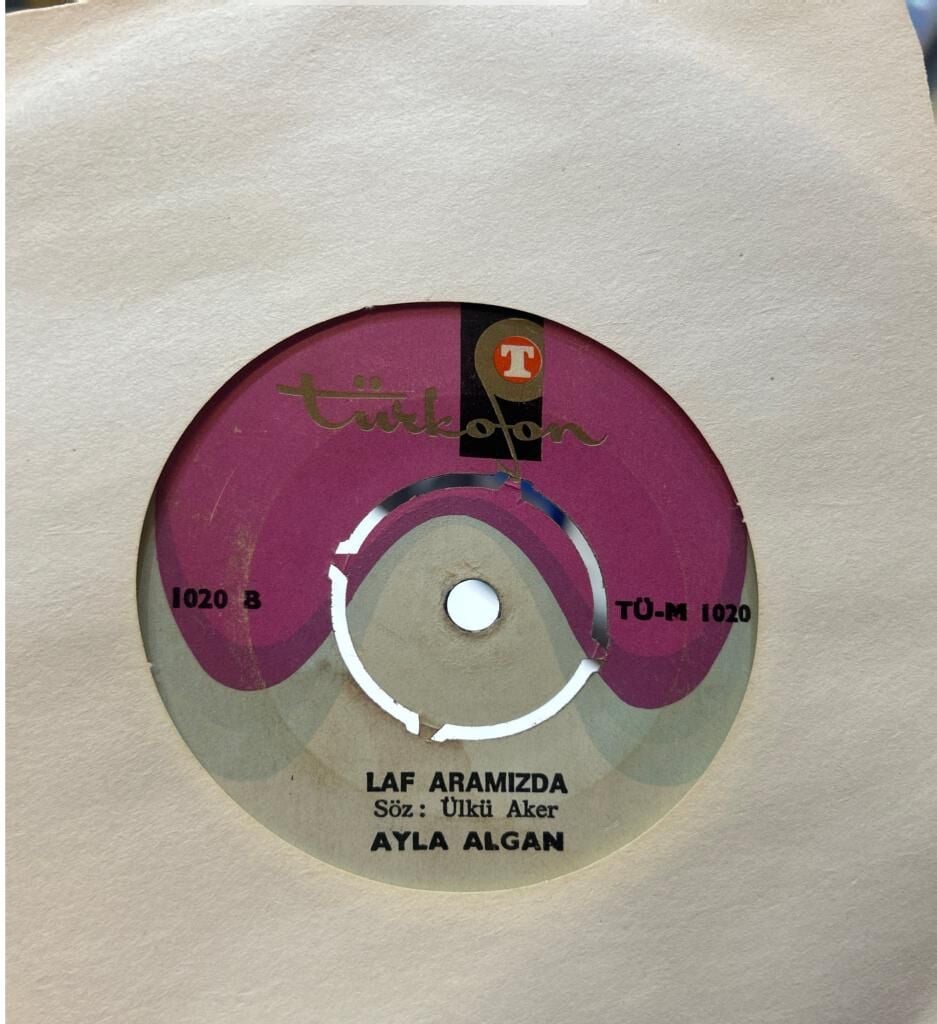 T
türkofon
1020 B
TÜ-M 1020
LAF ARAMIZDA
Söz: Ülkü Aker
AYLA ALGAN